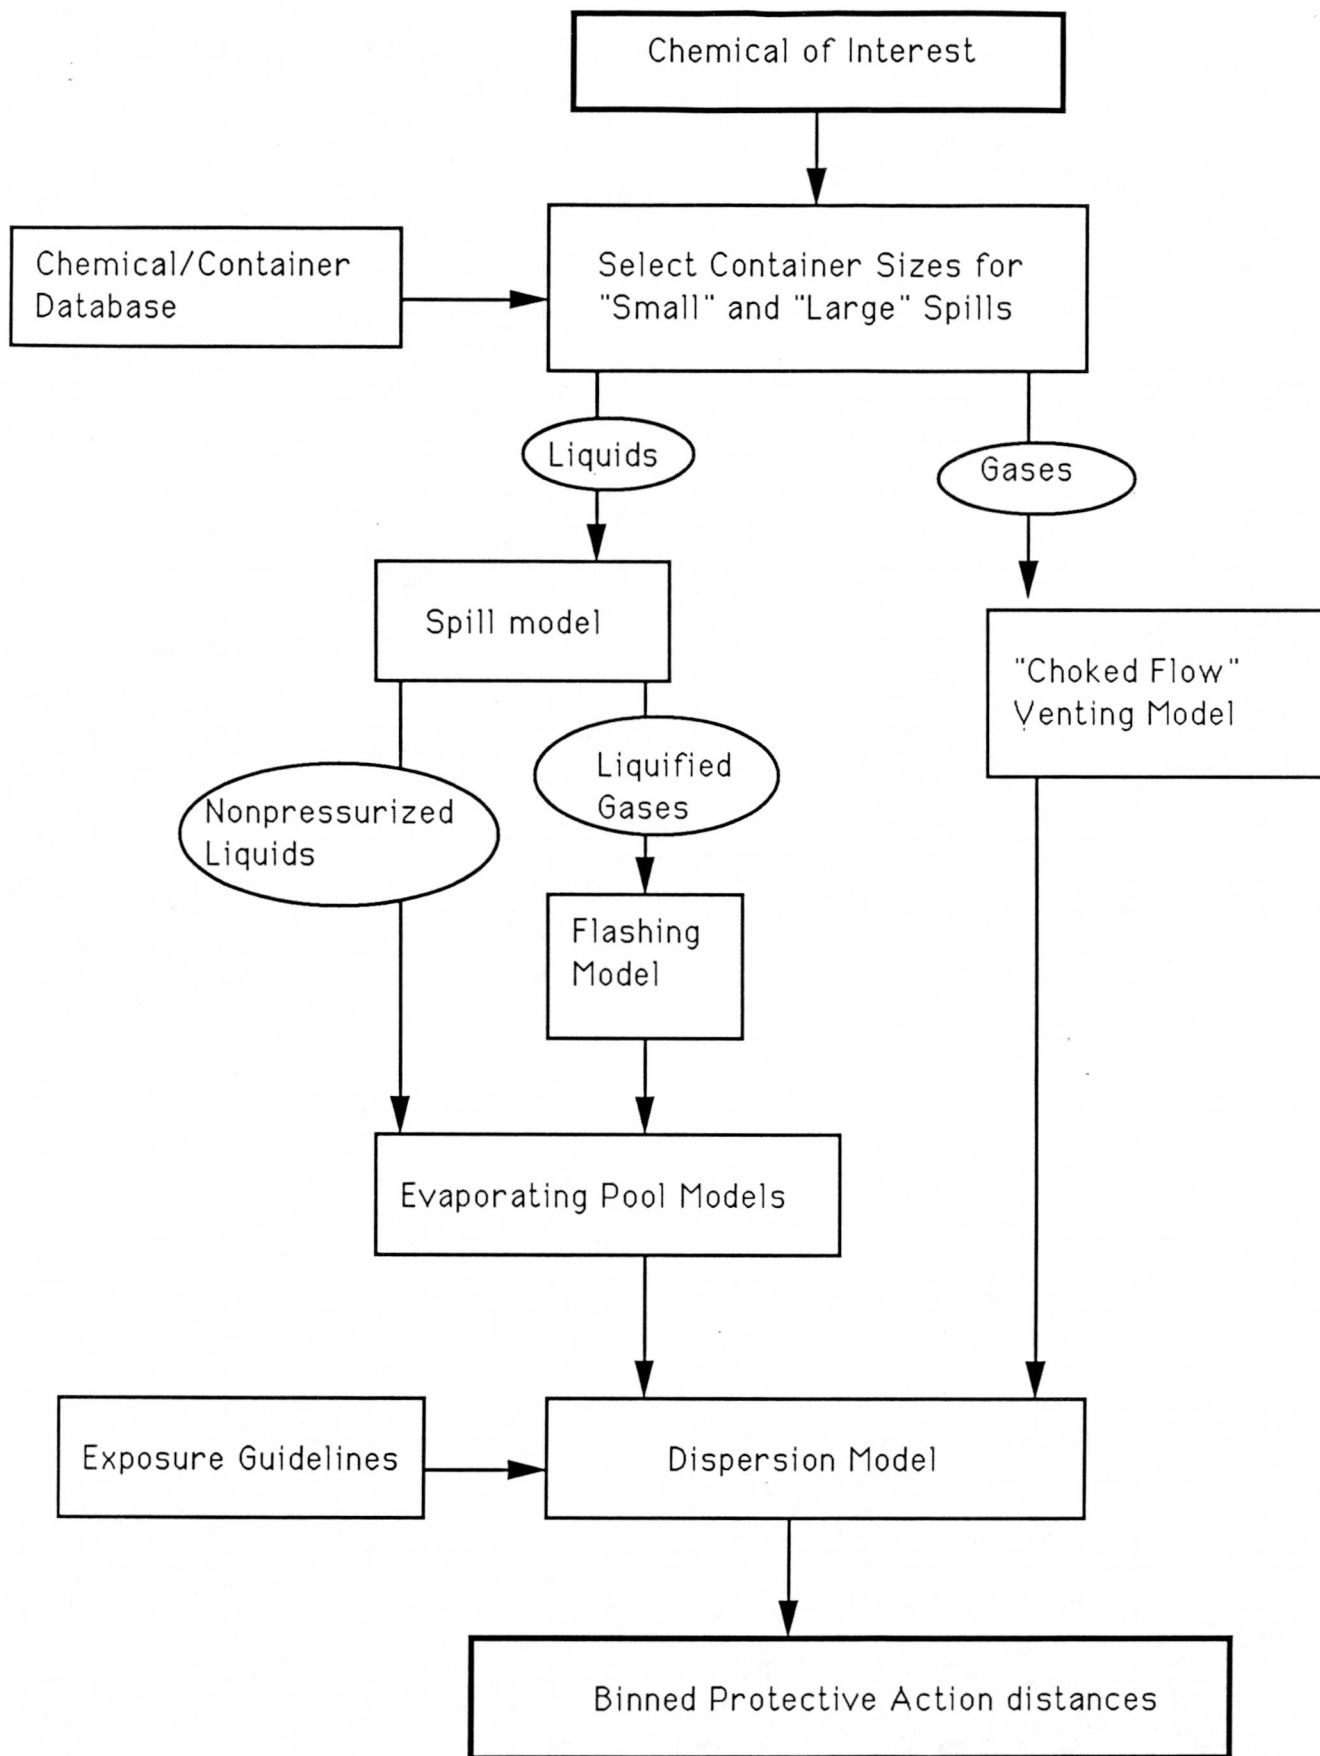 Chemical of Interest
Chemical/Container
Database
Select Container Sizes for
"Small" and "Large" Spills
Liquids
Gases
Spill model
"Choked Flow"
Venting Model
Liquified
Gases
Nonpressurized
Liquids
Flashing
Model
Evaporating Pool Models
Exposure Guidelines
Dispersion Model
Binned Protective Action distances